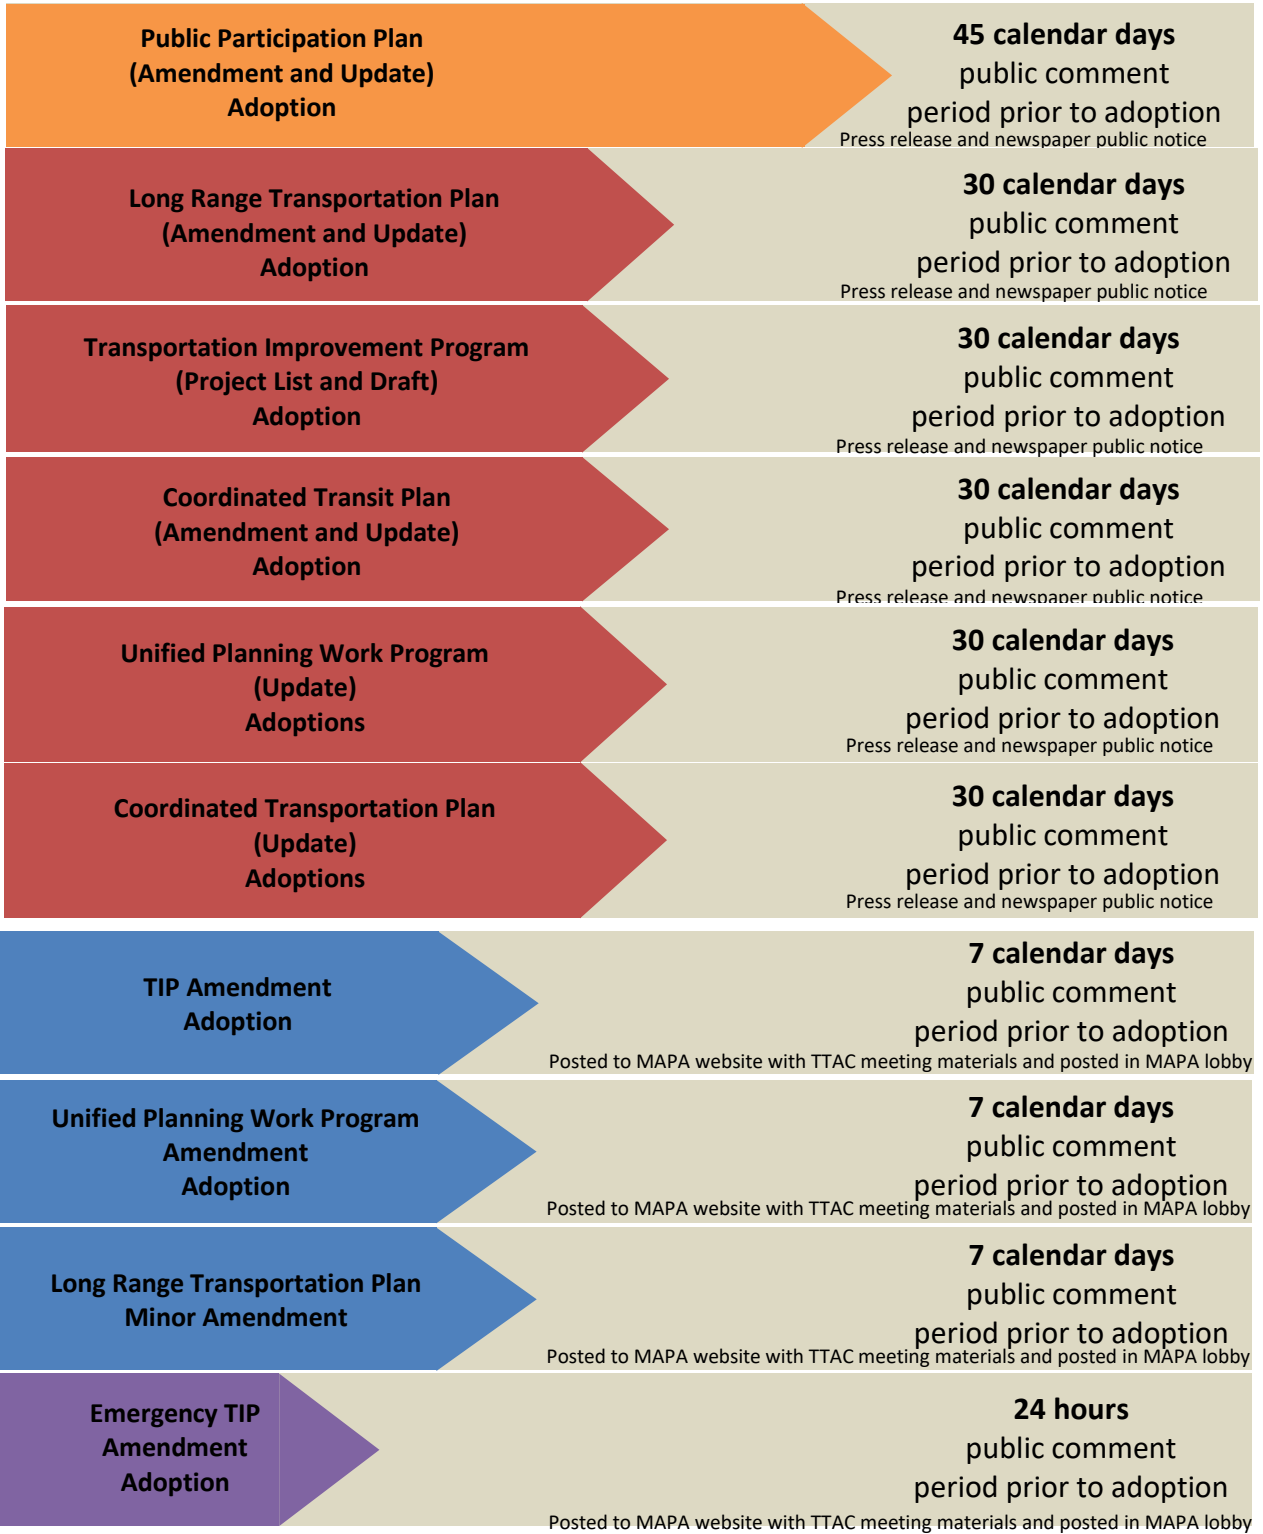 Public Participation Plan
(Amendment and Update)
Adoption
45 calendar days
public comment
period prior to adoption
Press release and newspaper public notice
Long Range Transportation Plan
(Amendment and Update)
Adoption
30 calendar days
public comment
period prior to adoption
Press release and newspaper public notice
Transportation Improvement Program
(Project List and Draft)
Adoption
30 calendar days
public comment
period prior to adoption
Press release and newspaper public notice
Coordinated Transit Plan
(Amendment and Update)
Adoption
30 calendar days
public comment
period prior to adoption
Press release and newspaper public notice
Unified Planning Work Program
(Update)
Adoptions
30 calendar days
public comment
period prior to adoption
Press release and newspaper public notice
Coordinated Transportation Plan
(Update)
Adoptions
30 calendar days
public comment
period prior to adoption
Press release and newspaper public notice
TIP Amendment
Adoption
7 calendar days
public comment
period prior to adoption
Posted to MAPA website with TTAC meeting materials and posted in MAPA lobby
Unified Planning Work Program
Amendment
Adoption
7 calendar days
public comment
period prior to adoption
Posted to MAPA website with TTAC meeting materials and posted in MAPA lobby
Long Range Transportation Plan
Minor Amendment
7 calendar days
public comment
period prior to adoption
Posted to MAPA website with TTAC meeting materials and posted in MAPA lobby
Emergency TIP
Amendment
Adoption
24 hours
public comment
period prior to adoption
Posted to MAPA website with TTAC meeting materials and posted in MAPA lobby